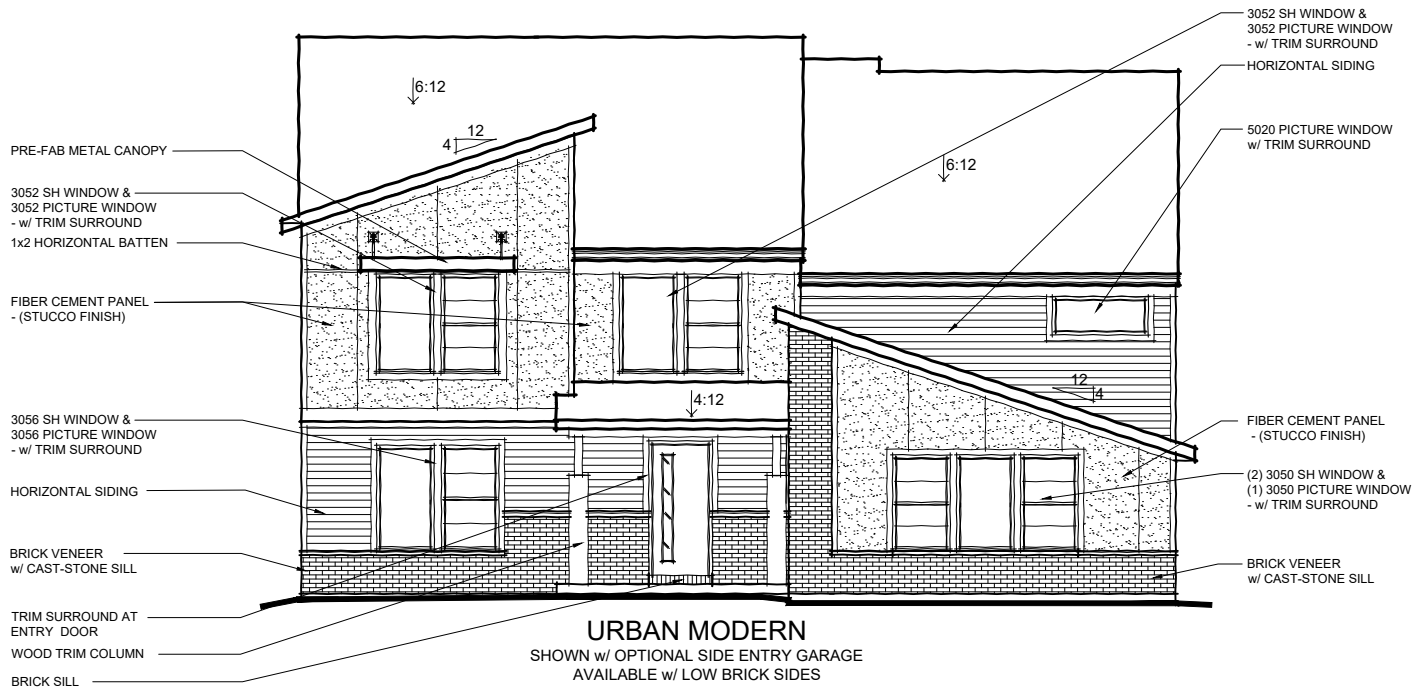 3052 SH WINDOW &
3052 PICTURE WINDOW
- w/ TRIM SURROUND
HORIZONTAL SIDING
5020 PICTURE WINDOW
w/ TRIM SURROUND
6:12
12
4
6:12
PRE-FAB METAL CANOPY
3052 SH WINDOW &
3052 PICTURE WINDOW
- w/ TRIM SURROUND
1x2 HORIZONTAL BATTEN
FIBER CEMENT PANEL
- (STUCCO FINISH)
12
4
4:12
3056 SH WINDOW &
3056 PICTURE WINDOW
- w/ TRIM SURROUND
FIBER CEMENT PANEL
- (STUCCO FINISH)
(2) 3050 SH WINDOW &
(1) 3050 PICTURE WINDOW
- w/ TRIM SURROUND
HORIZONTAL SIDING
BRICK VENEER
w/ CAST-STONE SILL
BRICK VENEER
w/ CAST-STONE SILL
TRIM SURROUND AT
ENTRY DOOR
WOOD TRIM COLUMN
BRICK SILL
URBAN MODERN
SHOWN w/ OPTIONAL SIDE ENTRY GARAGE
AVAILABLE w/ LOW BRICK SIDES